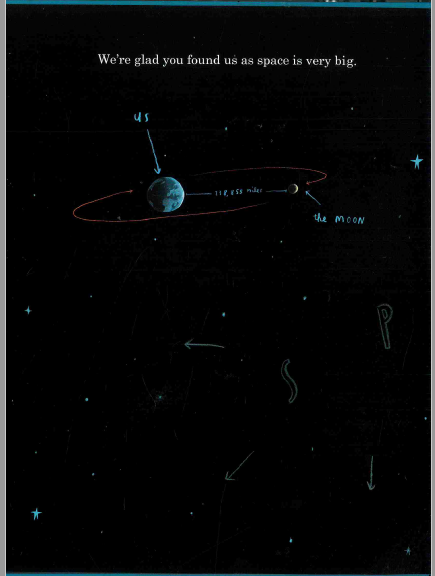 We're glad you found us as space is very big.
us
238,855 miles
the MOON
P
S